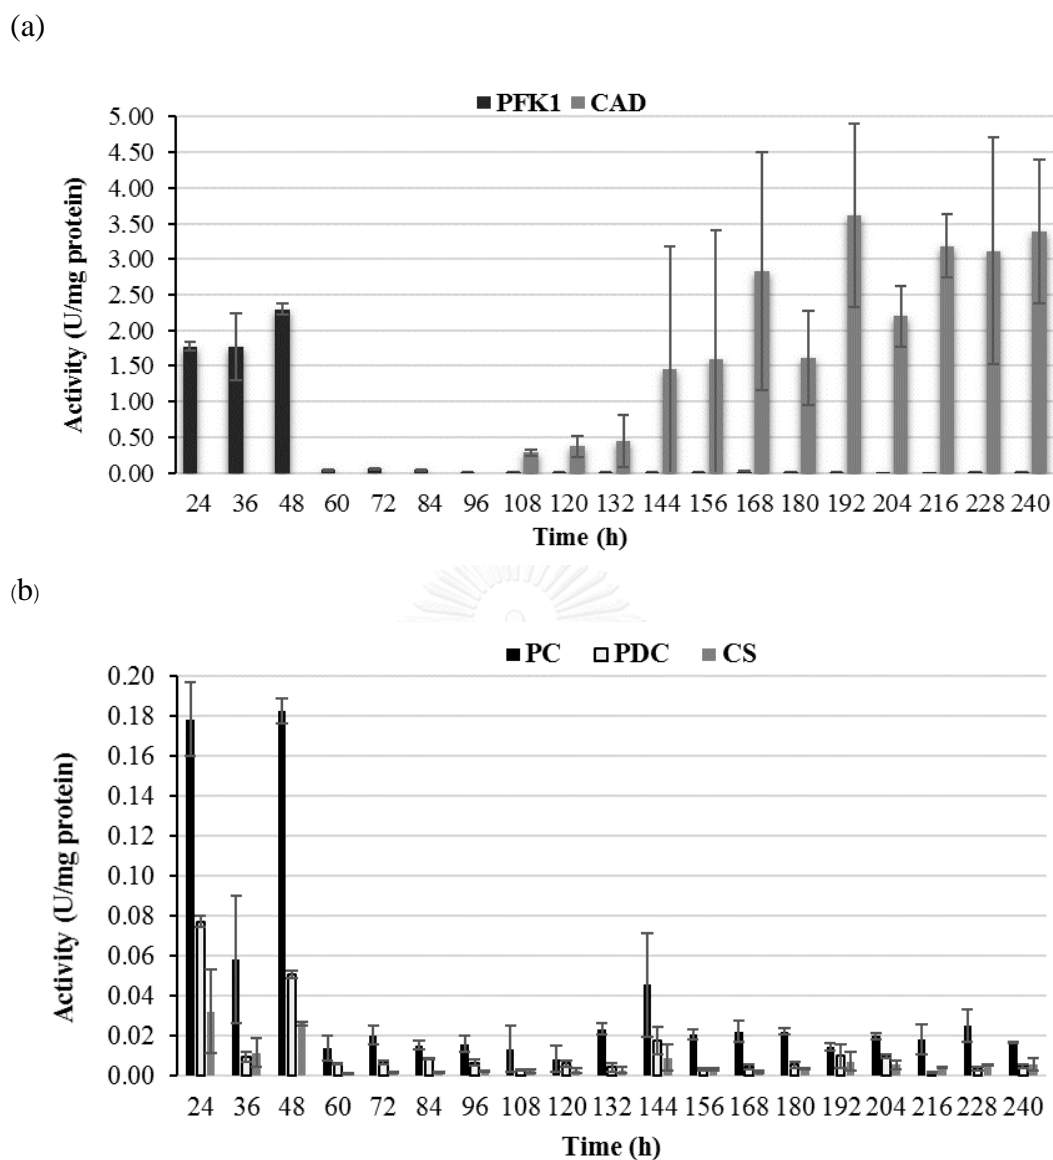 (a)
PFK1 CAD
Activity (U/mg protein)
5.00
4.50
4.00
3.50
3.00
2.50
2.00
1.50
1.00
0.50
0.00
24 36 48 60 72 84 96 108 120 132 144 156 168 180 192 204 216 228 240
Time (h)
(b)
PC PDC CS
Activity (U/mg protein)
0.20
0.18
0.16
0.14
0.12
0.10
0.08
0.06
0.04
0.02
0.00
24 36 48 60 72 84 96 108 120 132 144 156 168 180 192 204 216 228 240
Time (h)